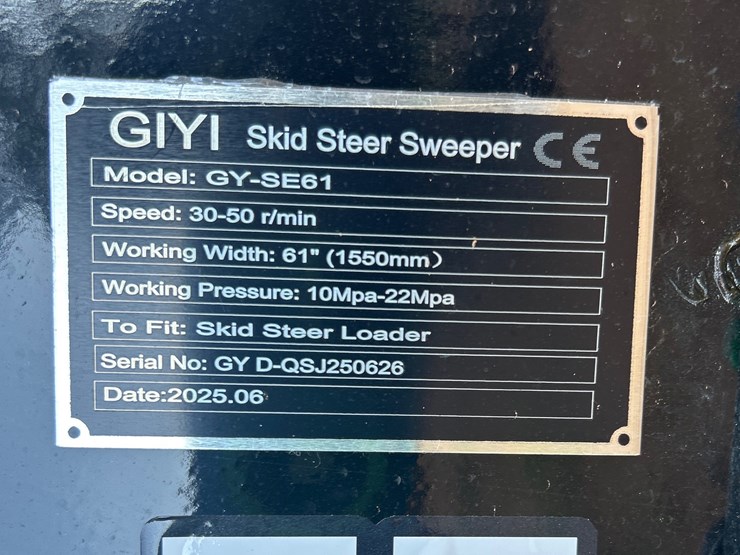 GIYI Skid Steer Sweeper CE
Model: GY-SE61
Speed: 30-50 r/min
Working Width: 61" (1550mm）
Working Pressure: 10Mpa-22Mpa
To Fit: Skid Steer Loader
Serial No: GY D-QSJ250626
Date:2025.06